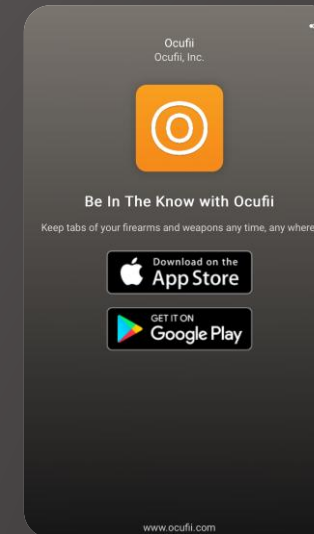 Ocufii
Ocufii, Inc.
Be In The Know with Ocufii
Keep tabs of your firearms and weapons any time, any where
Download on the
App Store
GET IT ON
Google Play
www.ocufii.com